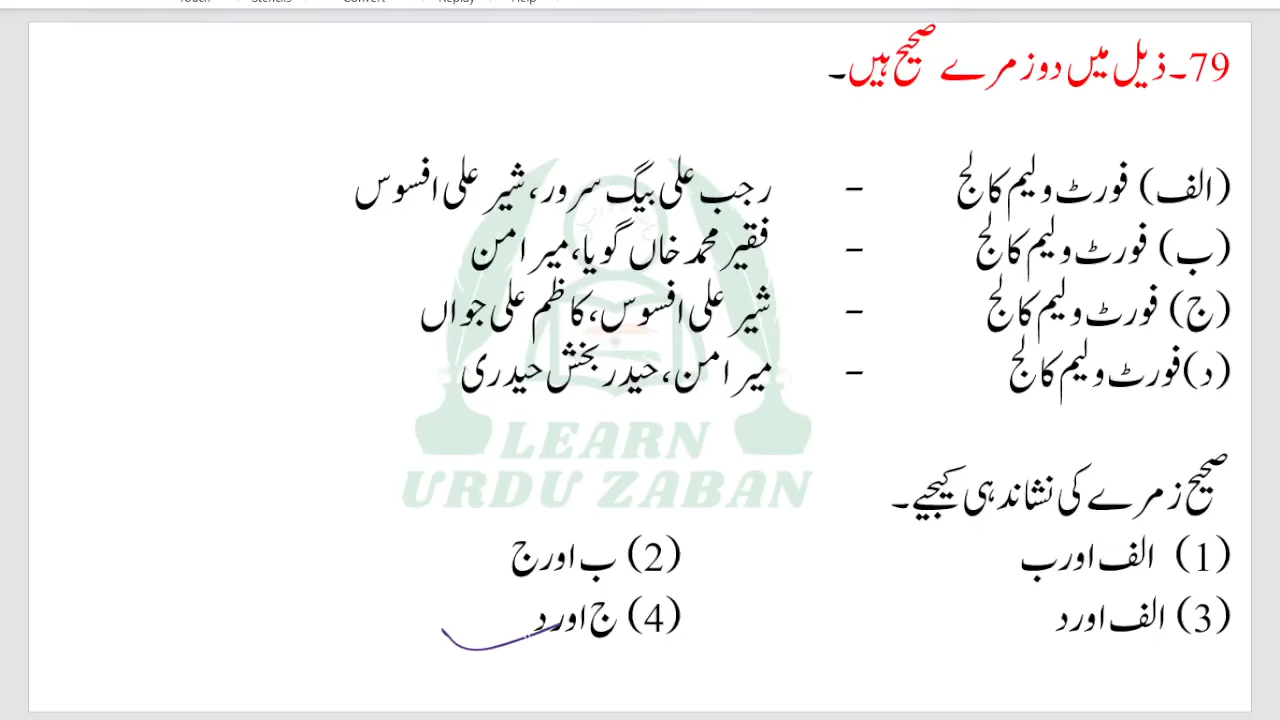 79۔ ذیل میں دو زمرے صحیح ہیں۔
(الف) فورٹ ولیم کالج - رجب علی بیگ سرور، شیر علی افسوس
(ب) فورٹ ولیم کالج - فقیر محمد خاں گویا، میر امن
(ج) فورٹ ولیم کالج - شیر علی افسوس، کاظم علی جواں
(د) فورٹ ولیم کالج - میر امن، حیدر بخش حیدری
LEARN
URDU ZABAN
صحیح زمرے کی نشاندہی کیجیے۔
(1) الف اور ب (2) ب اور ج
(3) الف اور د (4) ج اور د